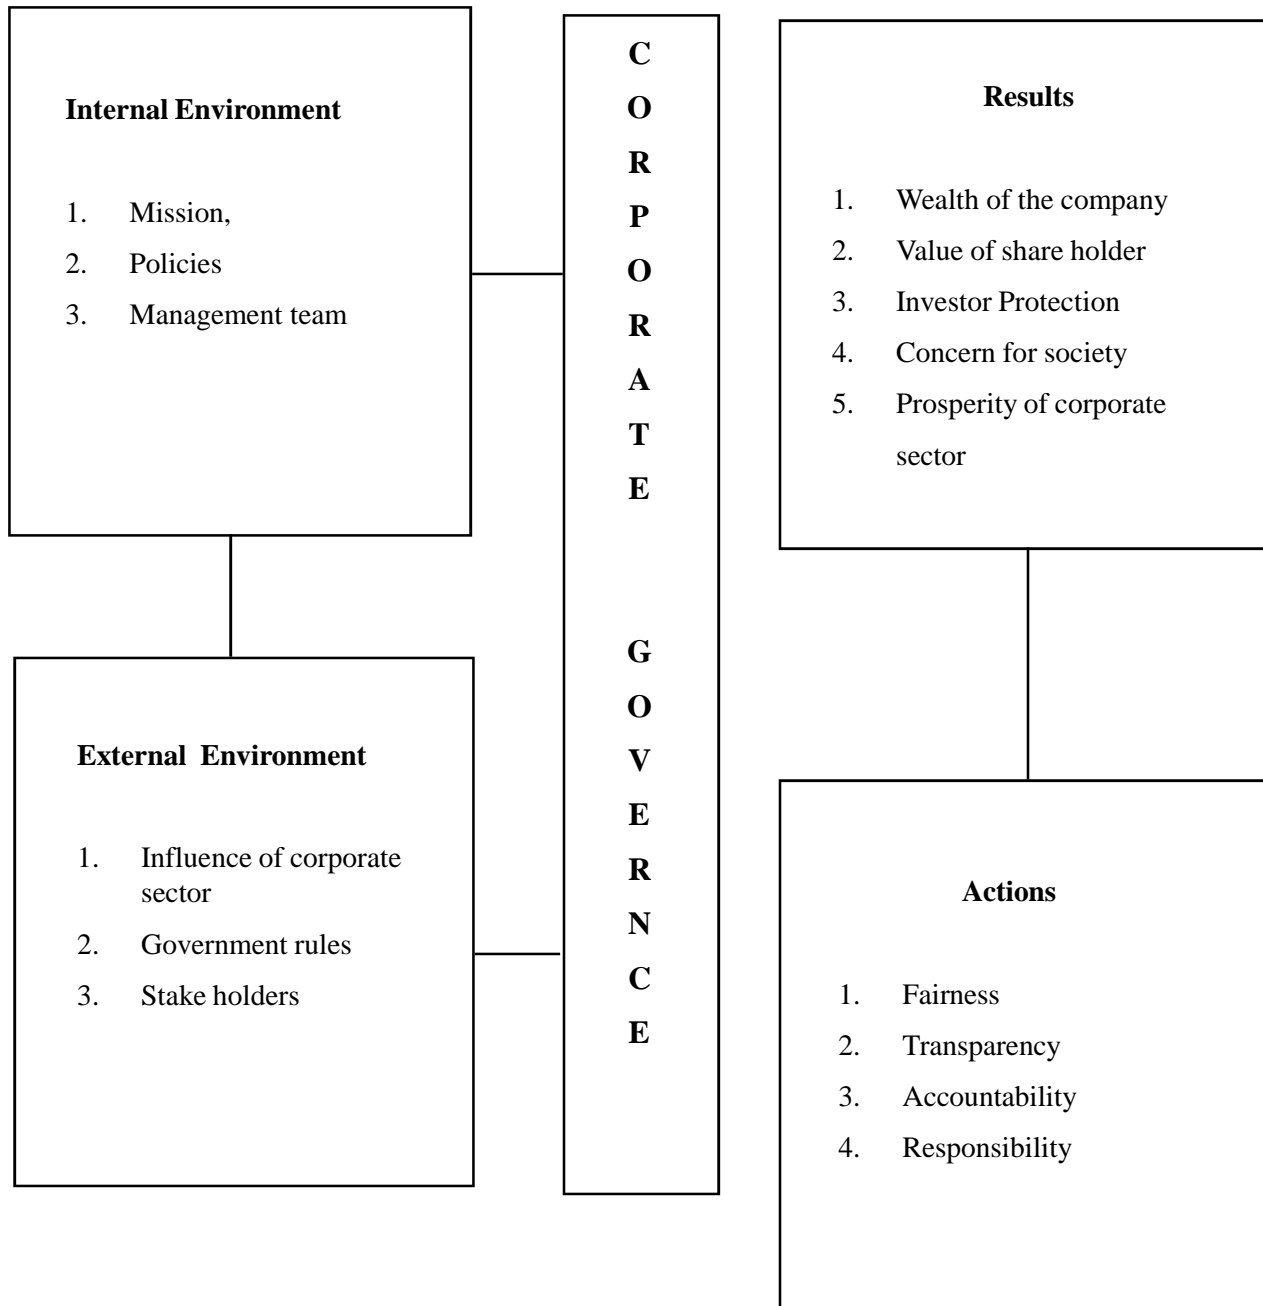 Internal Environment
1. Mission,
2. Policies
3. Management team
External Environment
1. Influence of corporate
sector
2. Government rules
3. Stake holders
C
O
R
P
O
R
A
T
E
G
O
V
E
R
N
C
E
Results
1. Wealth of the company
2. Value of share holder
3. Investor Protection
4. Concern for society
5. Prosperity of corporate
sector
Actions
1. Fairness
2. Transparency
3. Accountability
4. Responsibility